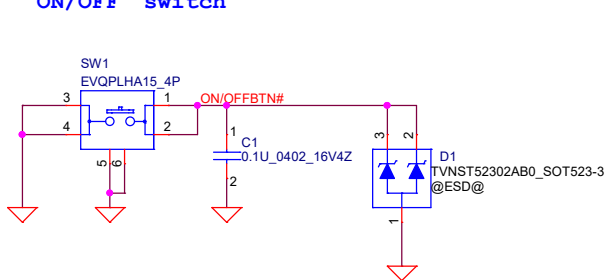 ON/OFF switch
SW1
EVQPLHA15_4P
3
1
ON/OFFBTN#
4
2
5
6
1
C1
0.1U_0402_16V4Z
2
3
2
D1
TVNST52302AB0_SOT523-3
@ESD@
1